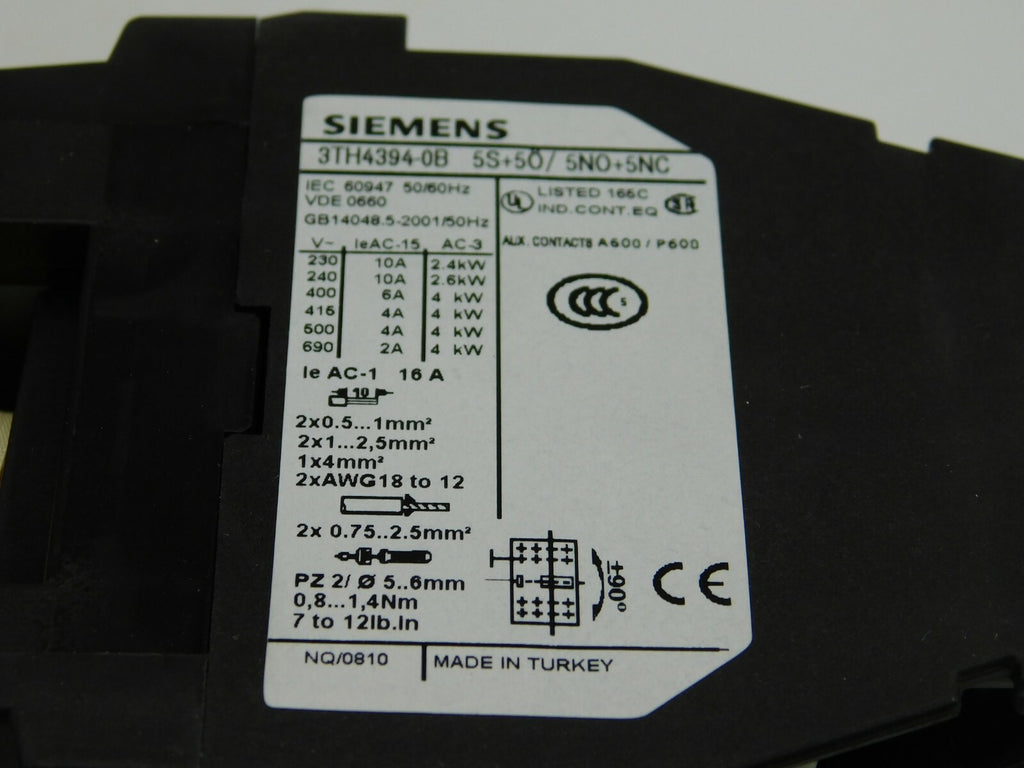 SIEMENS
3TH4394-0B 5S+5Ö/ 5NO+5NC
IEC 60947 50/60Hz
VDE 0660
GB14048.5-2001/50Hz
V~ IeAC-15 AC-3
230 10A 2.4kW
240 10A 2.6kW
400 6A 4 kW
415 4A 4 kW
500 4A 4 kW
690 2A 4 kW
Ie AC-1 16 A
10
2x0.5...1mm²
2x1...2,5mm²
1x4mm²
2xAWG18 to 12
2x 0.75..2.5mm²
PZ 2/ Ø 5..6mm
0,8...1,4Nm
7 to 12lb.in
UL LISTED 166C
IND.CONT.EQ
AUX. CONTACTS A600 / P600
CCC S
±90°
CE
NQ/0810
MADE IN TURKEY